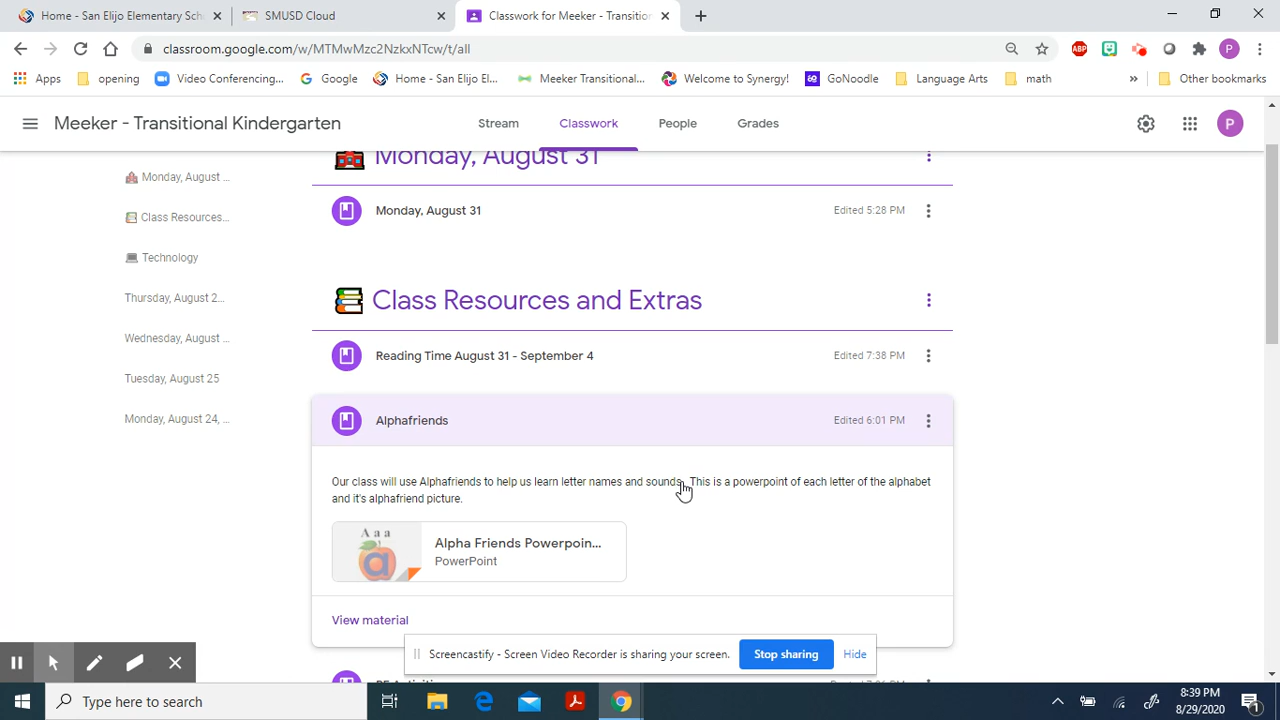 Home - San Elijo Elementary Scho
SMUSD Cloud
Classwork for Meeker - Transition
classroom.google.com/w/MTMwMzc2NzkxNTcw/t/all
ABP
P
Apps
opening
Video Conferencing...
Google
Home - San Elijo El...
Meeker Transitional...
Welcome to Synergy!
GoNoodle
Language Arts
math
»
Other bookmarks
Meeker - Transitional Kindergarten
Stream
Classwork
People
Grades
P
Monday, August ...
Class Resources...
Technology
Thursday, August 2...
Wednesday, August ...
Tuesday, August 25
Monday, August 24, ...
Monday, August 31
Monday, August 31
Edited 5:28 PM
Class Resources and Extras
Reading Time August 31 - September 4
Edited 7:38 PM
Alphafriends
Edited 6:01 PM
Our class will use Alphafriends to help us learn letter names and sounds. This is a powerpoint of each letter of the alphabet
and it's alphafriend picture.
A a a
a
Alpha Friends Powerpoin...
PowerPoint
View material
Screencastify - Screen Video Recorder is sharing your screen.
Stop sharing
Hide
Type here to search
8:39 PM
8/29/2020
1